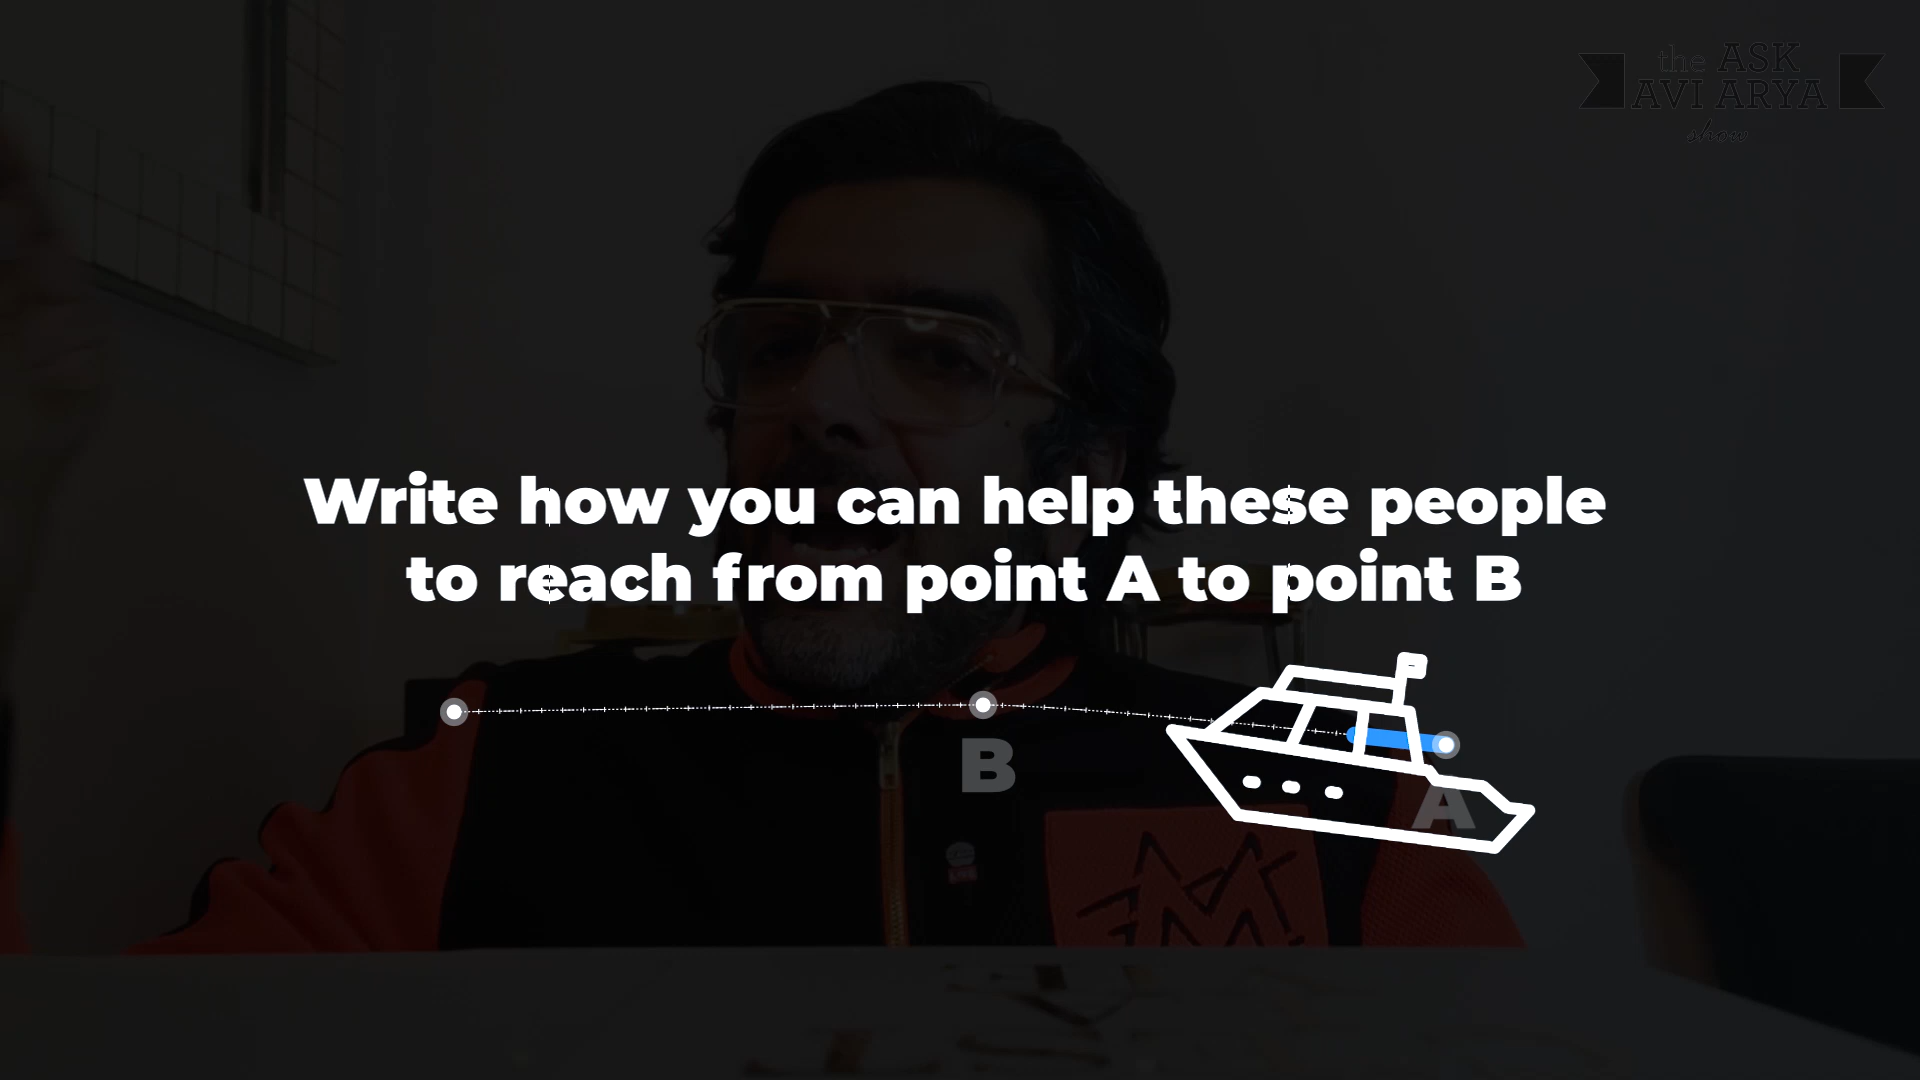 the ASK
AVI ARYA
show
Write how you can help these people
to reach from point A to point B
B
A